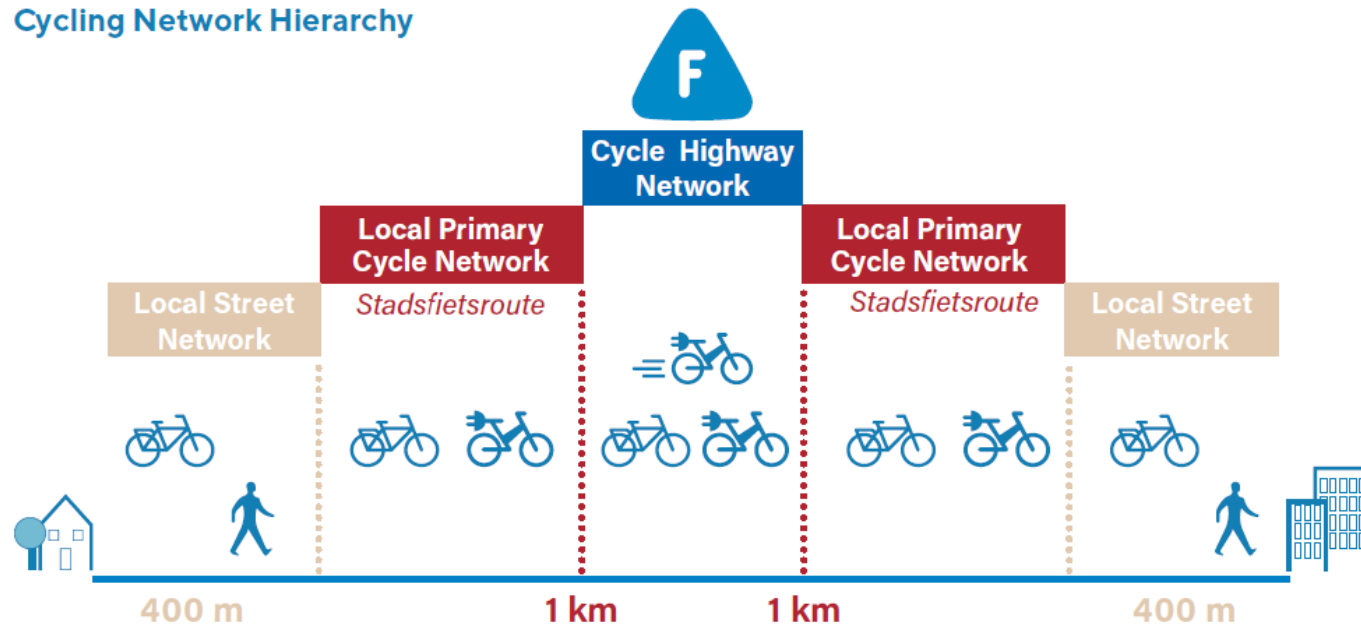 Cycling Network Hierarchy
F
Cycle Highway
Network
Local Primary
Cycle Network
Local Primary
Cycle Network
Stadsfietsroute
Stadsfietsroute
Local Street
Network
Local Street
Network
400 m
1 km
1 km
400 m